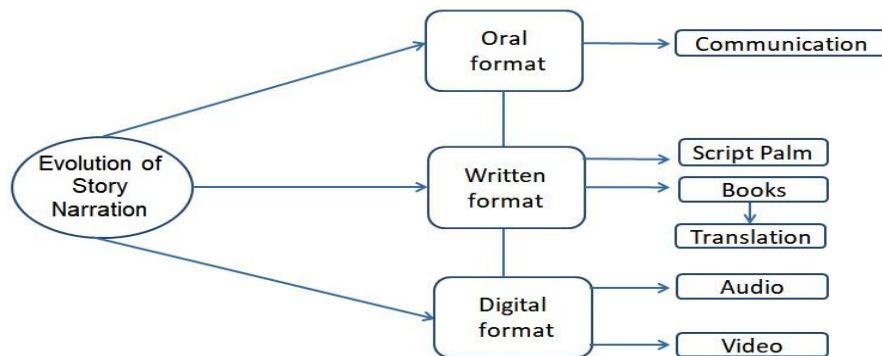 Evolution of
Story
Narration
Oral
format
Communication
Written
format
Script Palm
Books
Translation
Digital
format
Audio
Video